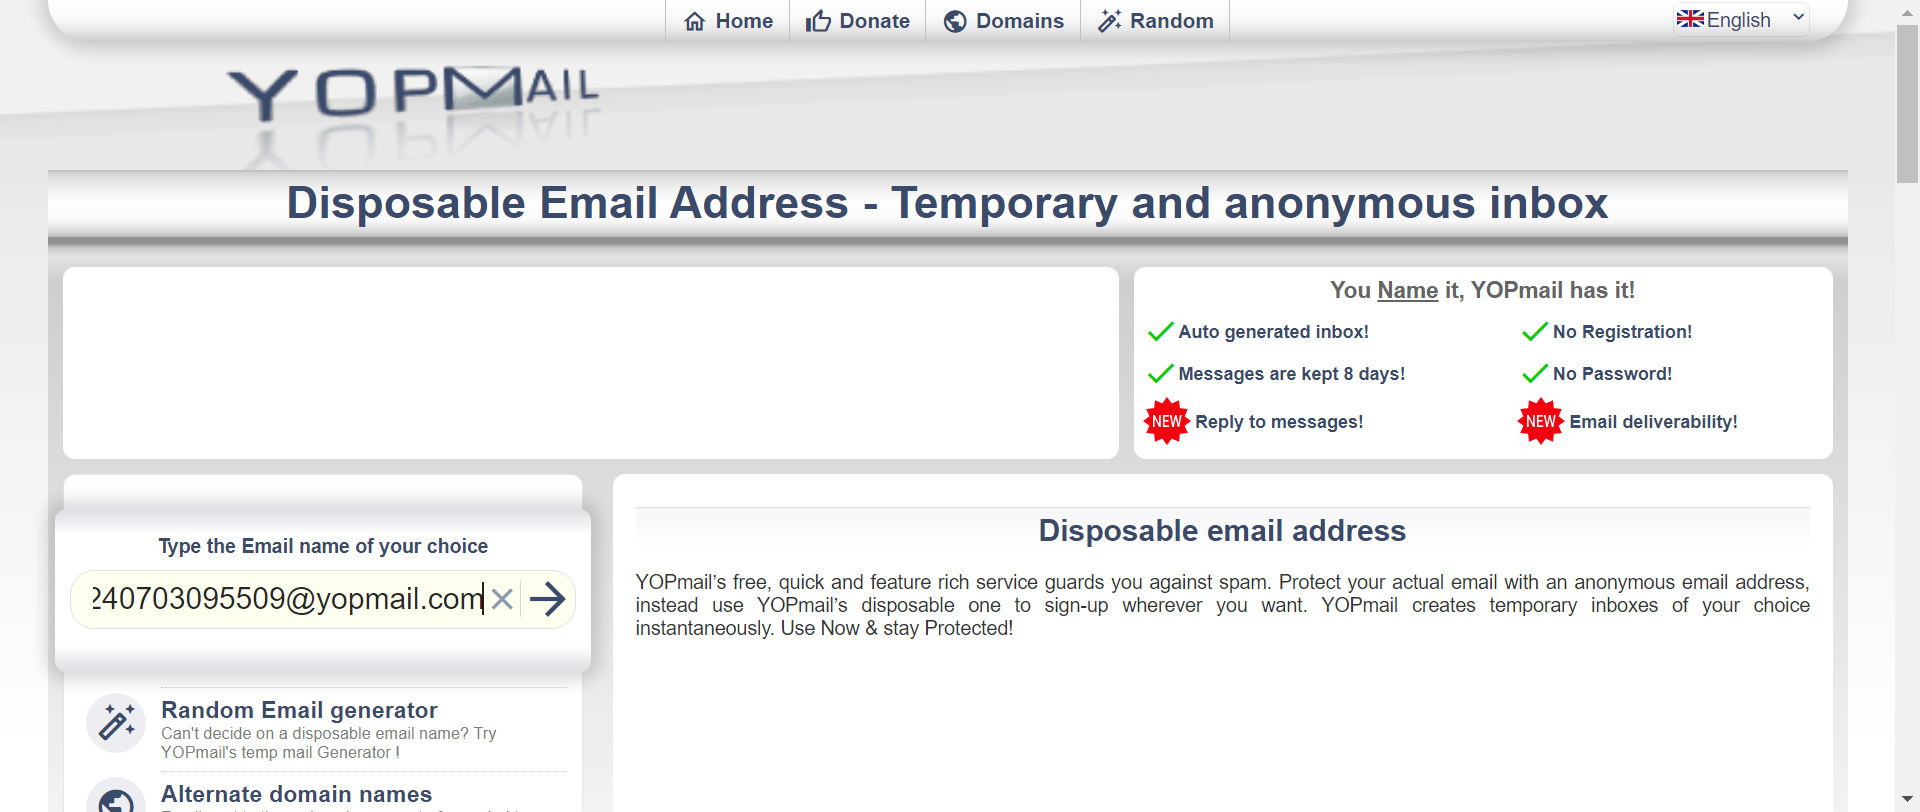 Home
Donate
Domains
Random
English
YOPMAIL
Disposable Email Address - Temporary and anonymous inbox
You Name it, YOPmail has it!
Auto generated inbox!
No Registration!
Messages are kept 8 days!
No Password!
NEW Reply to messages!
NEW Email deliverability!
Type the Email name of your choice
240703095509@yopmail.com
Disposable email address
YOPmail’s free, quick and feature rich service guards you against spam. Protect your actual email with an anonymous email address,
instead use YOPmail’s disposable one to sign-up wherever you want. YOPmail creates temporary inboxes of your choice
instantaneously. Use Now & stay Protected!
Random Email generator
Can't decide on a disposable email name? Try
YOPmail's temp mail Generator !
Alternate domain names